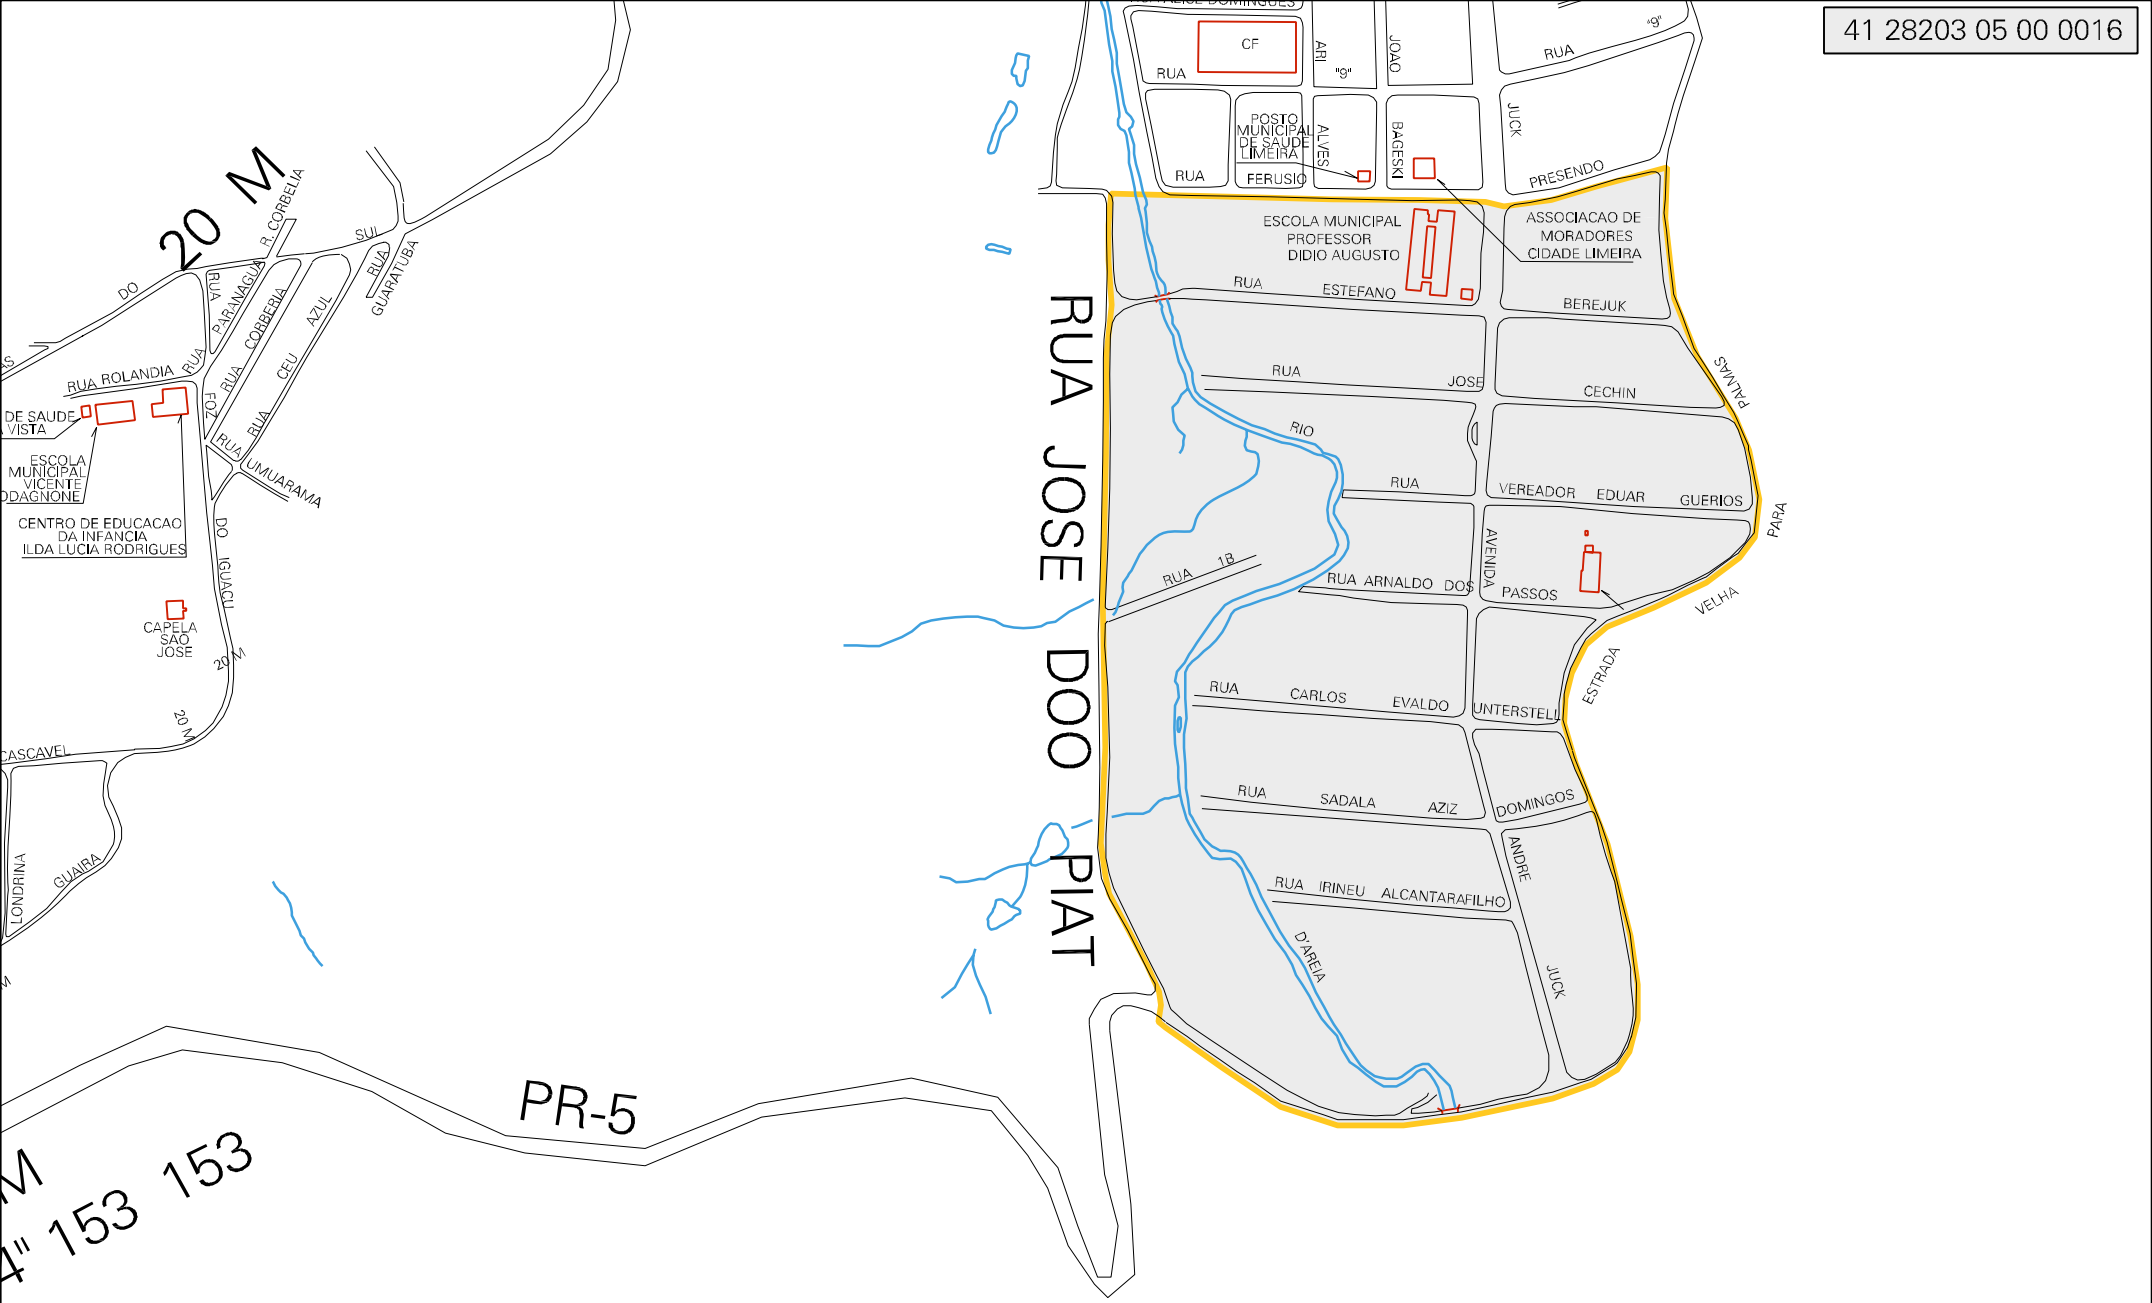 41 28203 05 00 0016
RUA
"9"
CF
RUA
ARI
"9"
JOAO
JUCK
POSTO
MUNICIPAL
DE SAUDE
LIMEIRA
ALVES
BAGESKI
RUA
FERUSIO
PRESENDO
20 M
R. CORBELIA
SUL
DO
RUA
PARANAGUA
RUA
GUARATUBA
RUA
CORBERIA
AZUL
CEU
RUA
RUA
RUA ROLANDIA
FOZ
RUA
UMUARAMA
DO
IGUACU
DE SAUDE
VISTA
ESCOLA
MUNICIPAL
VICENTE
CENTRO DE EDUCACAO
DA INFANCIA
ILDA LUCIA RODRIGUES
CAPELA
SAO
JOSE
20 M
20 M
CASCAVEL
LONDRINA
GUAIRA
ESCOLA MUNICIPAL
PROFESSOR
DIDIO AUGUSTO
ASSOCIACAO DE
MORADORES
CIDADE LIMEIRA
RUA
ESTEFANO
BEREJUK
RUA
JOSE
CECHIN
PALMAS
RIO
RUA
VEREADOR EDUAR GUERIOS
PARA
RUA 1B
RUA ARNALDO DOS
PASSOS
AVENIDA
VELHA
ESTRADA
RUA CARLOS EVALDO UNTERSTELL
RUA SADALA AZIZ DOMINGOS
ANDRE
RUA IRINEU ALCANTARAFILHO
D'AREIA
JUCK
RUA JOSE DOO PIAT
PR-5
M
4" 153 153